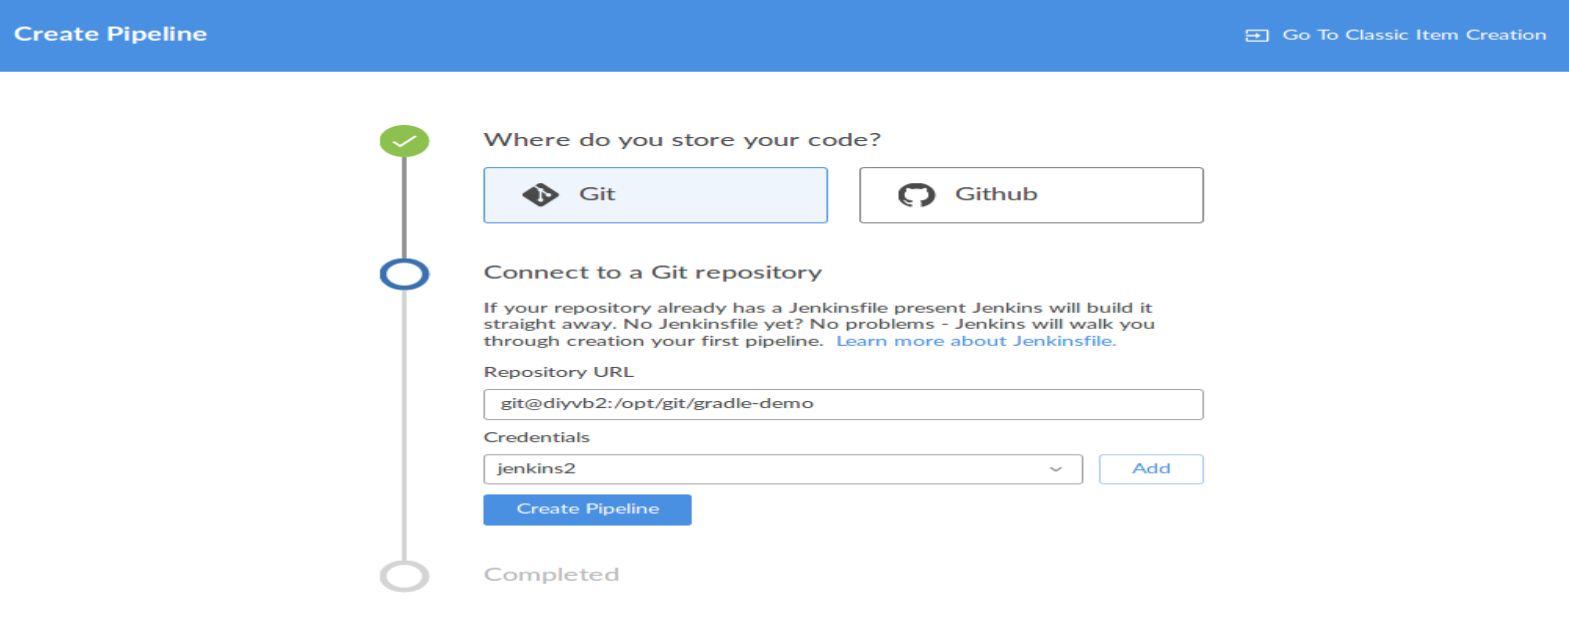 Create Pipeline
Go To Classic Item Creation
Where do you store your code?
Git
Github
Connect to a Git repository
If your repository already has a Jenkinsfile present Jenkins will build it
straight away. No Jenkinsfile yet? No problems - Jenkins will walk you
through creation your first pipeline. Learn more about Jenkinsfile.
Repository URL
git@diyvb2:/opt/git/gradle-demo
Credentials
jenkins2
Add
Create Pipeline
Completed